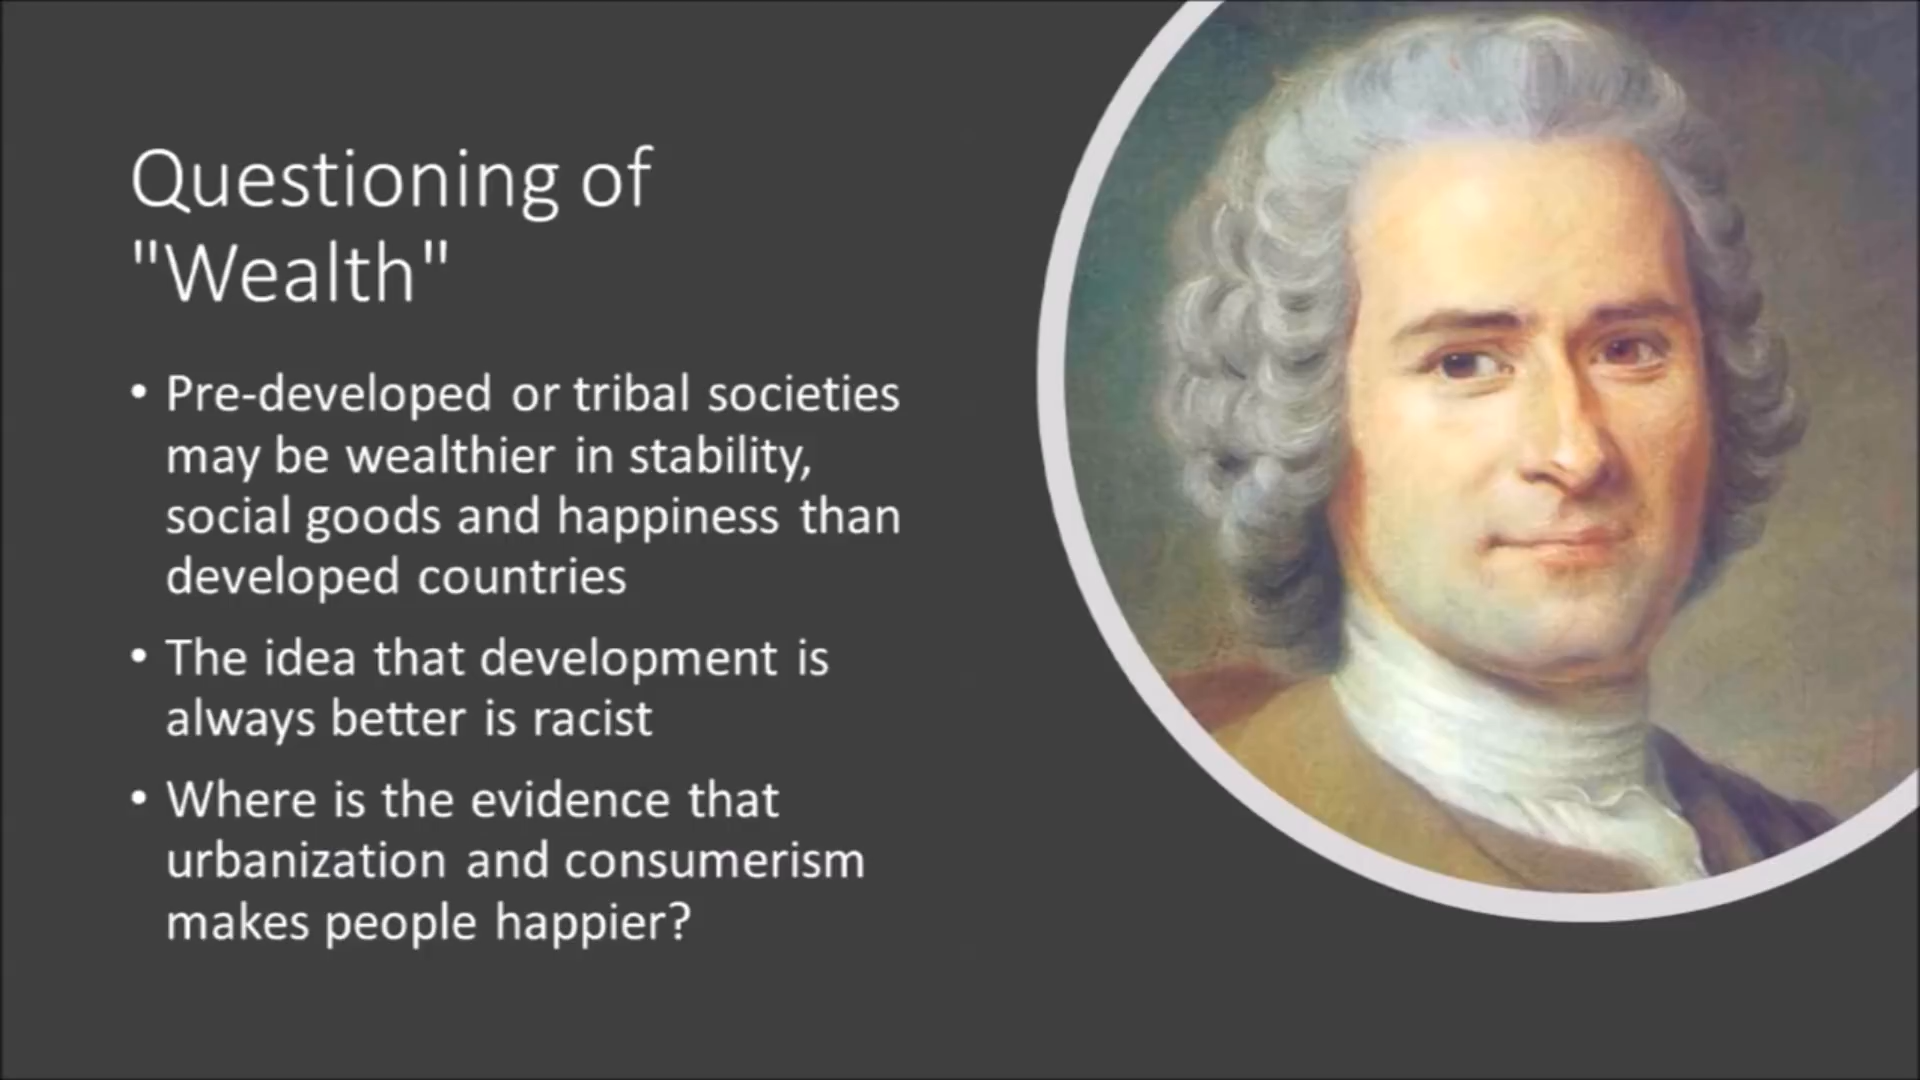 Questioning of
"Wealth"
• Pre-developed or tribal societies
may be wealthier in stability,
social goods and happiness than
developed countries
• The idea that development is
always better is racist
• Where is the evidence that
urbanization and consumerism
makes people happier?